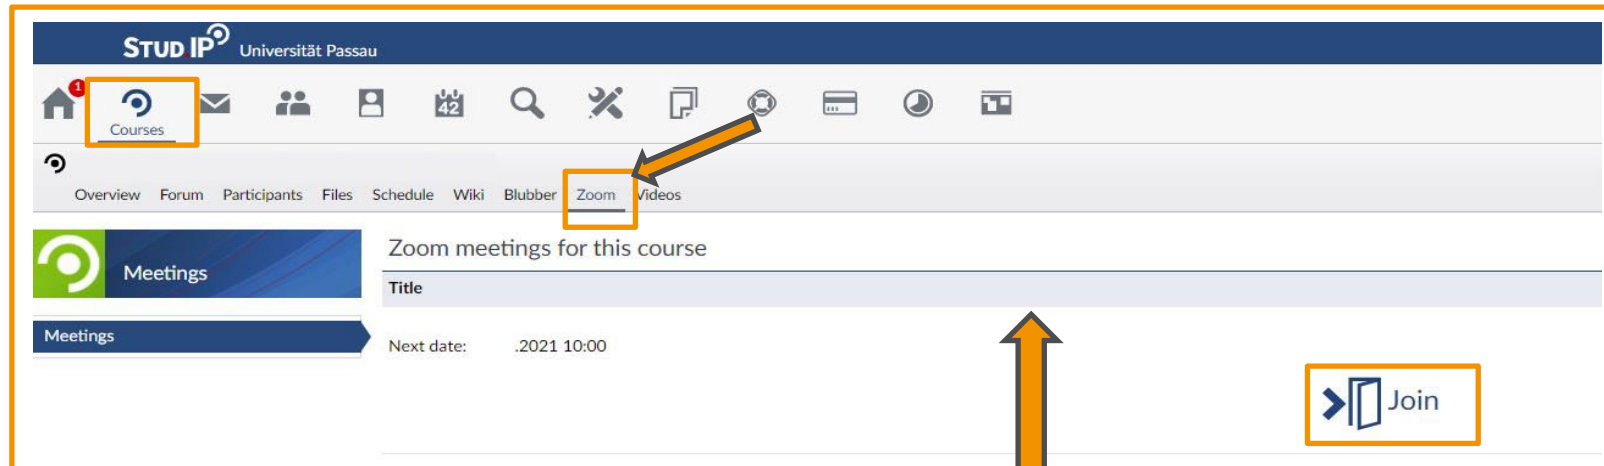 STUD.IP Universität Passau
1
42
Courses
Overview Forum Participants Files Schedule Wiki Blubber Zoom Videos
Meetings
Zoom meetings for this course
Title
Meetings
Next date: .2021 10:00
Join